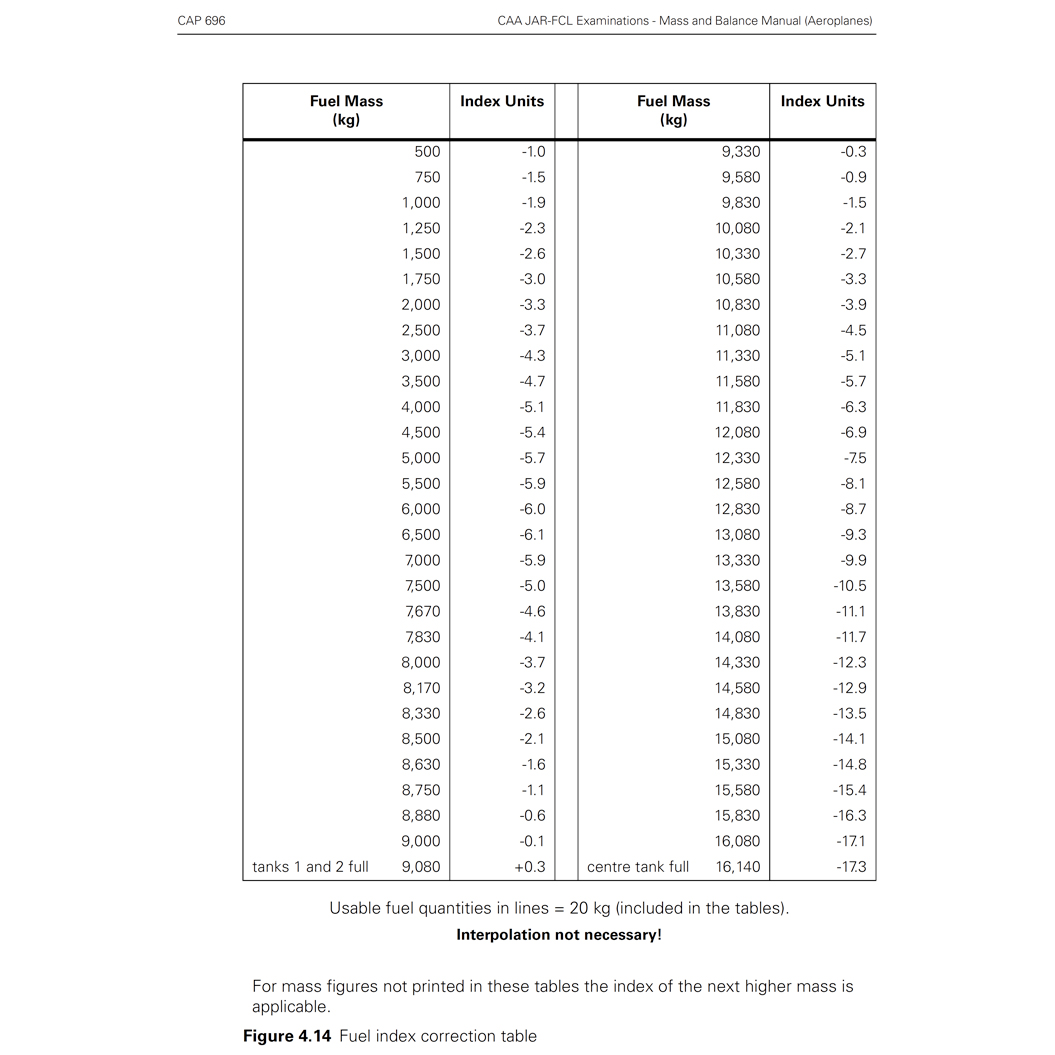 CAP 696 CAA JAR-FCL Examinations - Mass and Balance Manual (Aeroplanes)
Fuel Mass Index Units Fuel Mass Index Units
(kg) (kg)
500 -1.0 9,330 -0.3
750 -1.5 9,580 -0.9
1,000 -1.9 9,830 -1.5
1,250 -2.3 10,080 -2.1
1,500 -2.6 10,330 -2.7
1,750 -3.0 10,580 -3.3
2,000 -3.3 10,830 -3.9
2,500 -3.7 11,080 -4.5
3,000 -4.3 11,330 -5.1
3,500 -4.7 11,580 -5.7
4,000 -5.1 11,830 -6.3
4,500 -5.4 12,080 -6.9
5,000 -5.7 12,330 -7.5
5,500 -5.9 12,580 -8.1
6,000 -6.0 12,830 -8.7
6,500 -6.1 13,080 -9.3
7,000 -5.9 13,330 -9.9
7,500 -5.0 13,580 -10.5
7,670 -4.6 13,830 -11.1
7,830 -4.1 14,080 -11.7
8,000 -3.7 14,330 -12.3
8,170 -3.2 14,580 -12.9
8,330 -2.6 14,830 -13.5
8,500 -2.1 15,080 -14.1
8,630 -1.6 15,330 -14.8
8,750 -1.1 15,580 -15.4
8,880 -0.6 15,830 -16.3
9,000 -0.1 16,080 -17.1
tanks 1 and 2 full 9,080 +0.3 centre tank full 16,140 -17.3
Usable fuel quantities in lines = 20 kg (included in the tables).
Interpolation not necessary!
For mass figures not printed in these tables the index of the next higher mass is
applicable.
Figure 4.14 Fuel index correction table